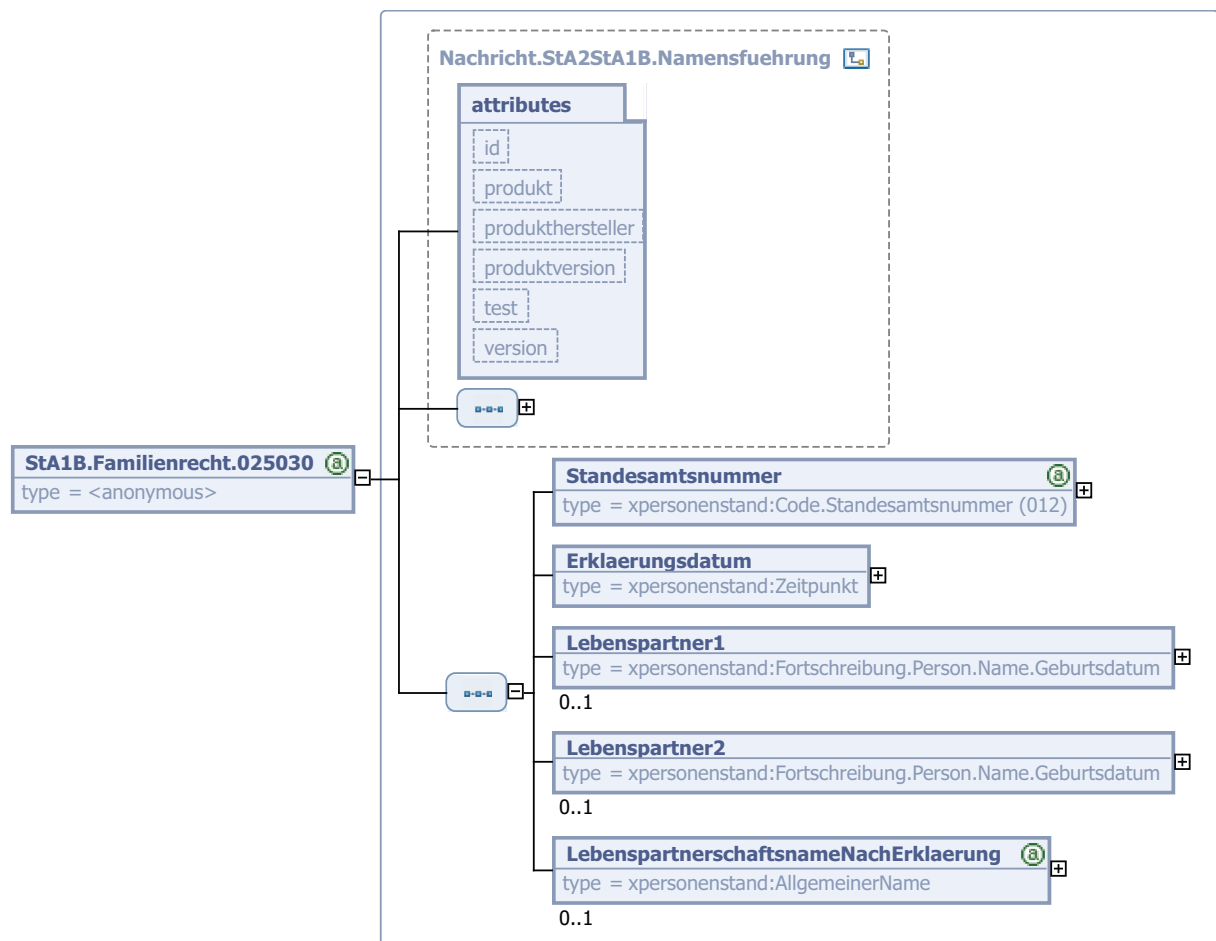 Nachricht.StA2StA1B.Namensfuehrung
attributes
id
produkt
produkthersteller
produktversion
test
version
StA1B.Familienrecht.025030
type = <anonymous>
Standesamtsnummer
type = xpersonenstand:Code.Standesamtsnummer (012)
Erklaerungsdatum
type = xpersonenstand:Zeitpunkt
Lebenspartner1
type = xpersonenstand:Fortschreibung.Person.Name.Geburtsdatum
0..1
Lebenspartner2
type = xpersonenstand:Fortschreibung.Person.Name.Geburtsdatum
0..1
LebenspartnerschaftsnameNachErklaerung
type = xpersonenstand:AllgemeinerName
0..1